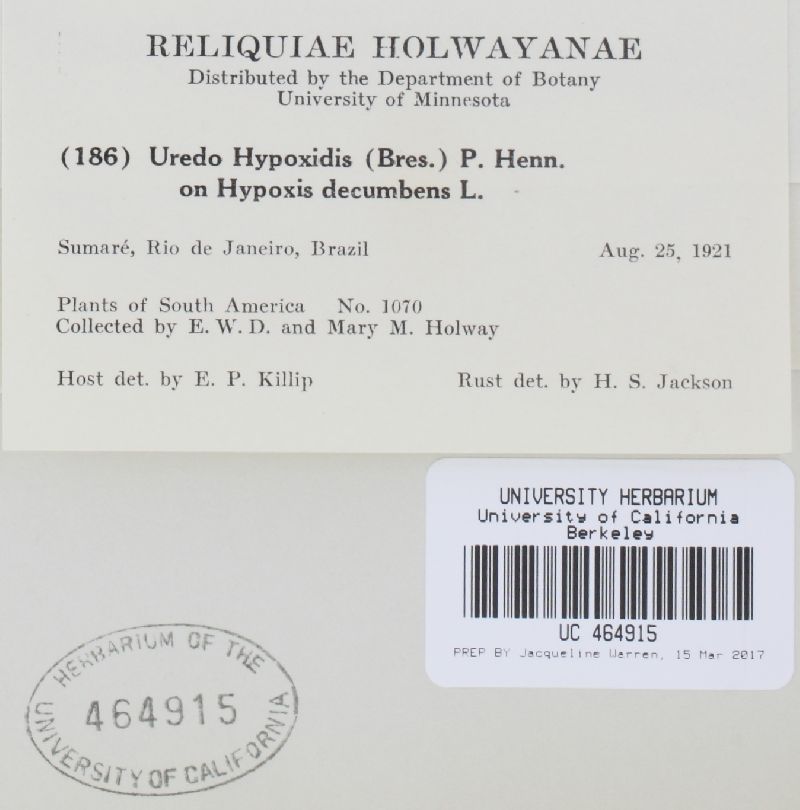 RELIQUIAE HOLWAYANAE
Distributed by the Department of Botany
University of Minnesota
(186) Uredo Hypoxidis (Bres.) P. Henn.
on Hypoxis decumbens L.
Sumaré, Rio de Janeiro, Brazil Aug. 25, 1921
Plants of South America No. 1070
Collected by E. W. D. and Mary M. Holway
Host det. by E. P. Killip Rust det. by H. S. Jackson
UNIVERSITY HERBARIUM
University of California
Berkeley
UC 464915
PREP BY Jacqueline Warren, 15 Mar 2017
HERBARIUM OF THE
464915
UNIVERSITY OF CALIFORNIA